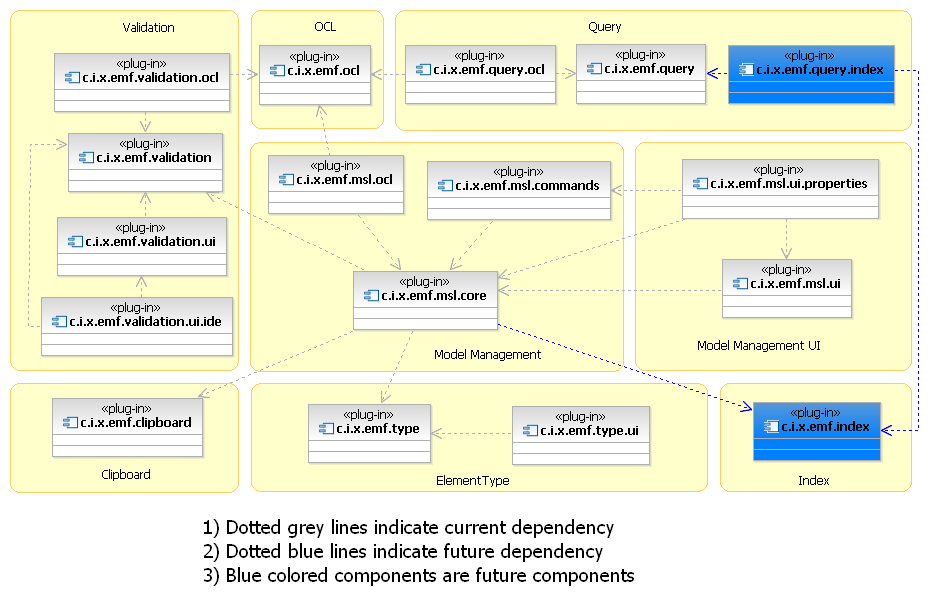 Validation
«plug-in»
c.i.x.emf.validation.ocl
«plug-in»
c.i.x.emf.validation
«plug-in»
c.i.x.emf.validation.ui
«plug-in»
c.i.x.emf.validation.ui.ide
OCL
«plug-in»
c.i.x.emf.ocl
Query
«plug-in»
c.i.x.emf.query.ocl
«plug-in»
c.i.x.emf.query
«plug-in»
c.i.x.emf.query.index
«plug-in»
c.i.x.emf.msl.ocl
«plug-in»
c.i.x.emf.msl.commands
«plug-in»
c.i.x.emf.msl.core
Model Management
«plug-in»
c.i.x.emf.msl.ui.properties
«plug-in»
c.i.x.emf.msl.ui
Model Management UI
«plug-in»
c.i.x.emf.clipboard
Clipboard
«plug-in»
c.i.x.emf.type
«plug-in»
c.i.x.emf.type.ui
ElementType
«plug-in»
c.i.x.emf.index
Index
1) Dotted grey lines indicate current dependency
2) Dotted blue lines indicate future dependency
3) Blue colored components are future components